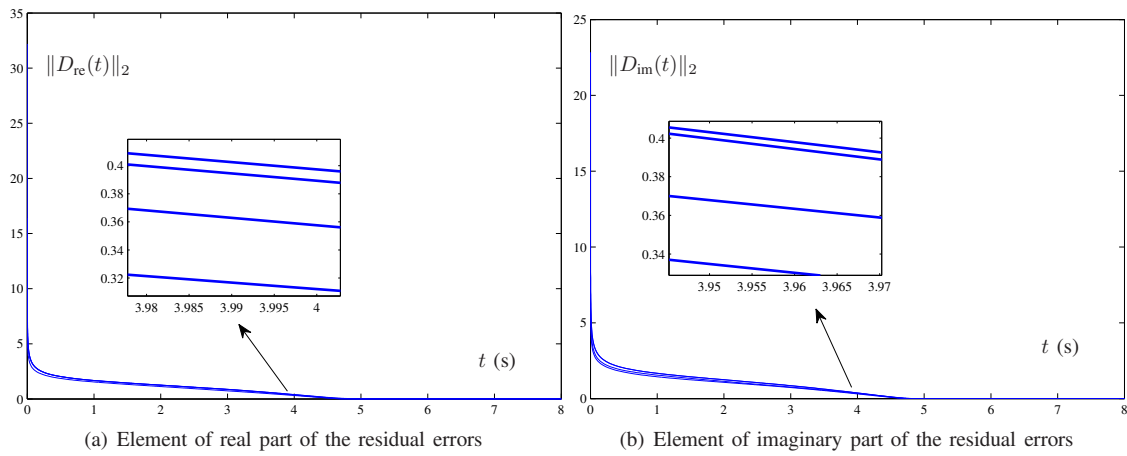 35
30
25
20
15
10
5
0
‖D_re(t)‖_2
0.4
0.38
0.36
0.34
0.32
3.98 3.985 3.99 3.995 4
t (s)
0 1 2 3 4 5 6 7 8
(a) Element of real part of the residual errors
25
20
15
10
5
0
‖D_im(t)‖_2
0.4
0.38
0.36
0.34
3.95 3.955 3.96 3.965 3.97
t (s)
0 1 2 3 4 5 6 7 8
(b) Element of imaginary part of the residual errors